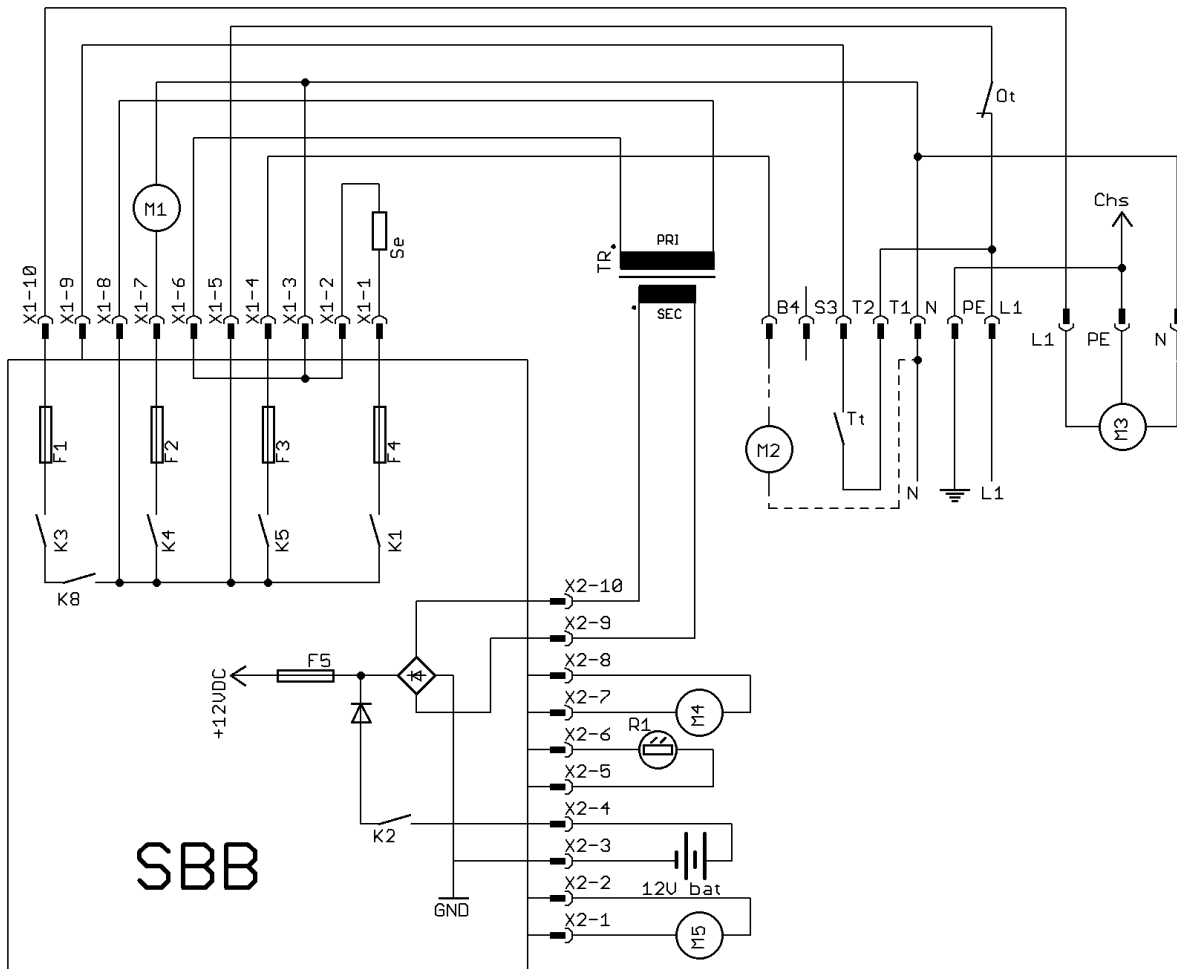 Ot
Chs
M1
PRI
TR
SEC
Se
X1-10
X1-9
X1-8
X1-7
X1-6
X1-5
X1-4
X1-3
X1-2
X1-1
B4
S3
T2
T1
N
PE
L1
L1
PE
N
F1
F2
F3
F4
M2
Tt
M3
N
L1
K3
K4
K5
K1
K8
X2-10
X2-9
X2-8
X2-7
X2-6
X2-5
X2-4
X2-3
X2-2
X2-1
F5
+12VDC
M4
R1
K2
12V bat
SBB
GND
M5